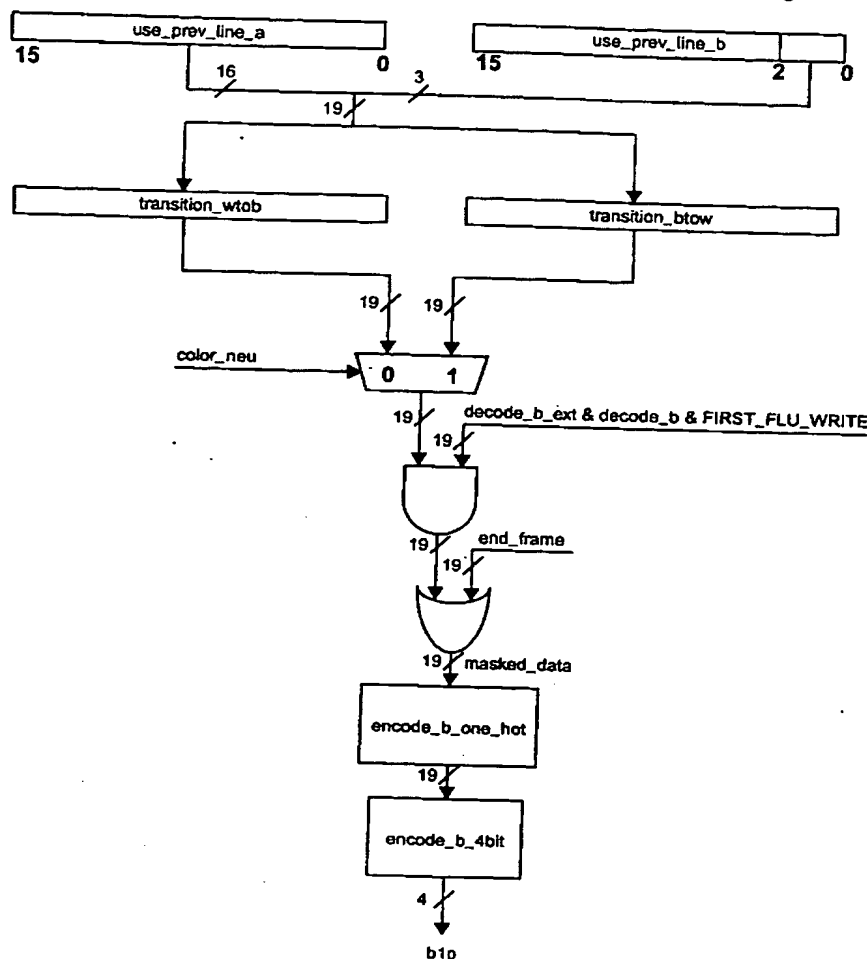 use_prev_line_a
use_prev_line_b
15
0
15
2
0
16
3
19
transition_wtob
transition_btow
19
19
color_neu
0
1
19
decode_b_ext & decode_b & FIRST_FLU_WRITE
19
19
end_frame
19
19
masked_data
encode_b_one_hot
19
encode_b_4bit
4
b1p